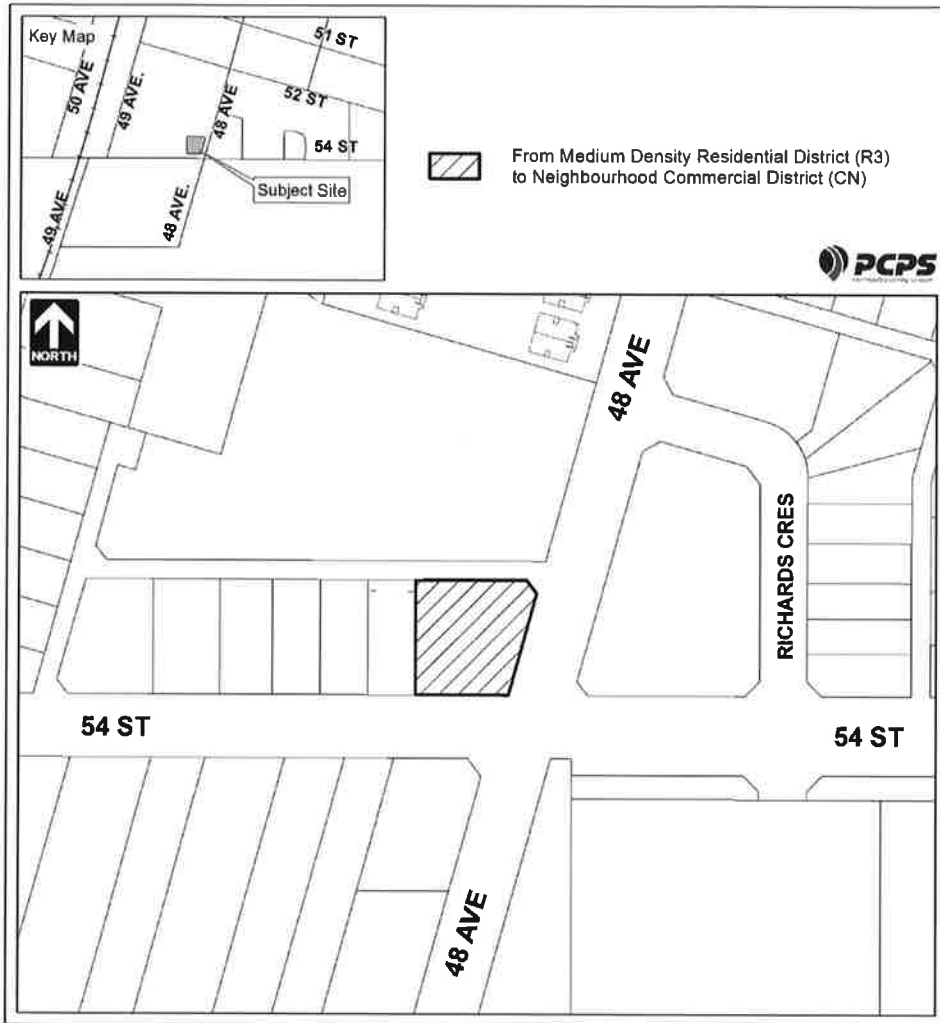 Key Map
51 ST
50 AVE
49 AVE.
48 AVE
52 ST
54 ST
Subject Site
49 AVE.
48 AVE.
From Medium Density Residential District (R3)
to Neighbourhood Commercial District (CN)
PCPS
NORTH
48 AVE
RICHARDS CRES
54 ST
54 ST
48 AVE